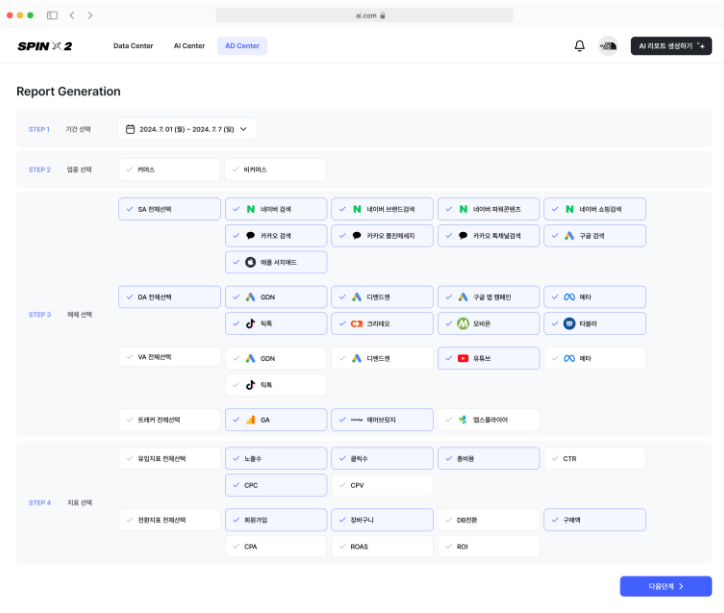 ai.com
SPIN X 2
Data Center
AI Center
AD Center
AI 리포트 생성하기
Report Generation
STEP 1
기간 선택
2024. 7. 01 (월) ~ 2024. 7. 7 (일)
STEP 2
업종 선택
커머스
비커머스
STEP 3
매체 선택
SA 전체선택
네이버 검색
네이버 브랜드검색
네이버 파워콘텐츠
네이버 쇼핑검색
카카오 검색
카카오 톡친메세지
카카오 톡채널검색
구글 검색
애플 서치애드
DA 전체선택
GDN
디맨드젠
구글 앱 캠페인
메타
틱톡
크리테오
모비온
타불라
VA 전체선택
GDN
디맨드젠
유튜브
메타
틱톡
트래커 전체선택
GA
에어브릿지
앱스플라이어
STEP 4
지표 선택
유입지표 전체선택
노출수
클릭수
총비용
CTR
CPC
CPV
전환지표 전체선택
회원가입
장바구니
DB전환
구매액
CPA
ROAS
ROI
다음단계